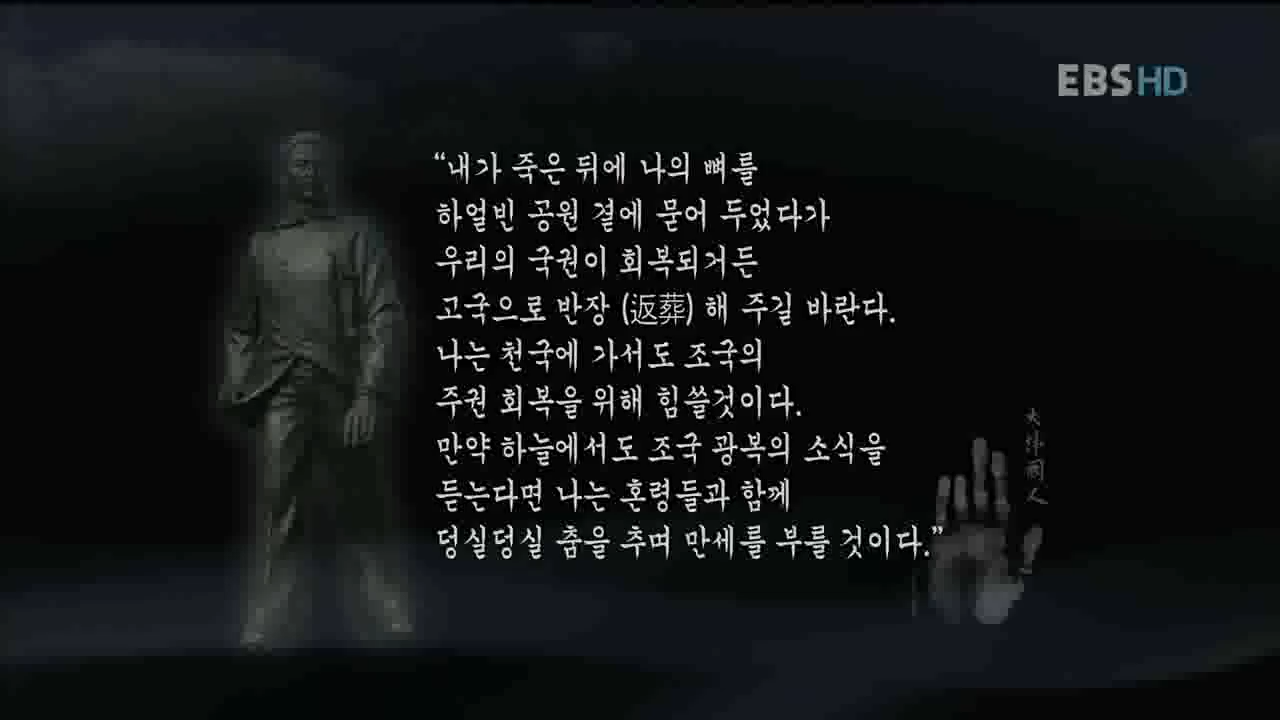 EBS HD
“내가 죽은 뒤에 나의 뼈를
하얼빈 공원 곁에 묻어 두었다가
우리의 국권이 회복되거든
고국으로 반장 (返葬) 해 주길 바란다.
나는 천국에 가서도 조국의
주권 회복을 위해 힘쓸것이다.
만약 하늘에서도 조국 광복의 소식을
듣는다면 나는 혼령들과 함께
덩실덩실 춤을 추며 만세를 부를 것이다.”
大韓國人